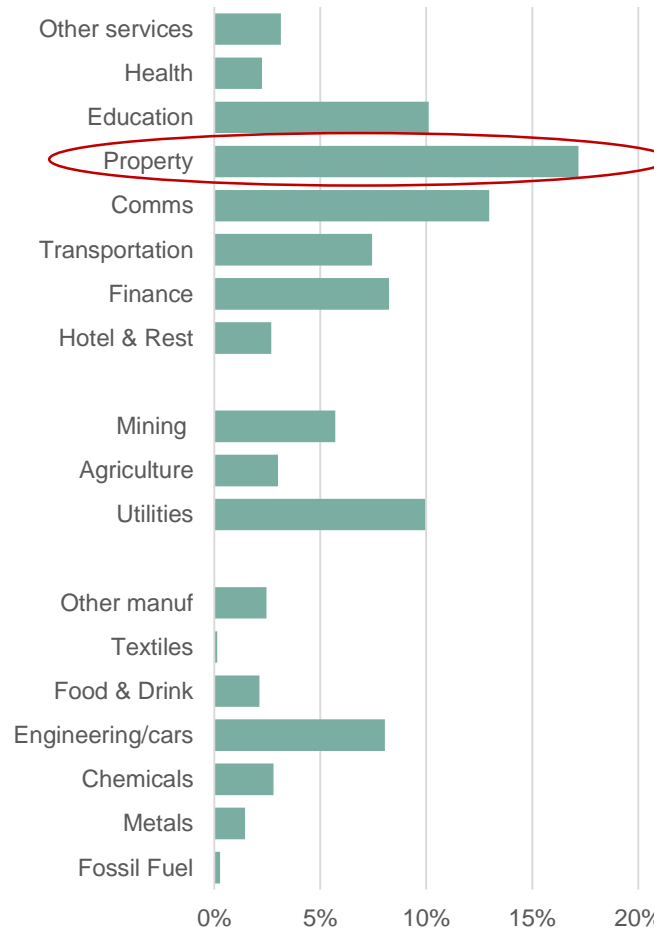 Other services
Health
Education
Property
Comms
Transportation
Finance
Hotel & Rest
Mining
Agriculture
Utilities
Other manuf
Textiles
Food & Drink
Engineering/cars
Chemicals
Metals
Fossil Fuel
0% 5% 10% 15% 20%